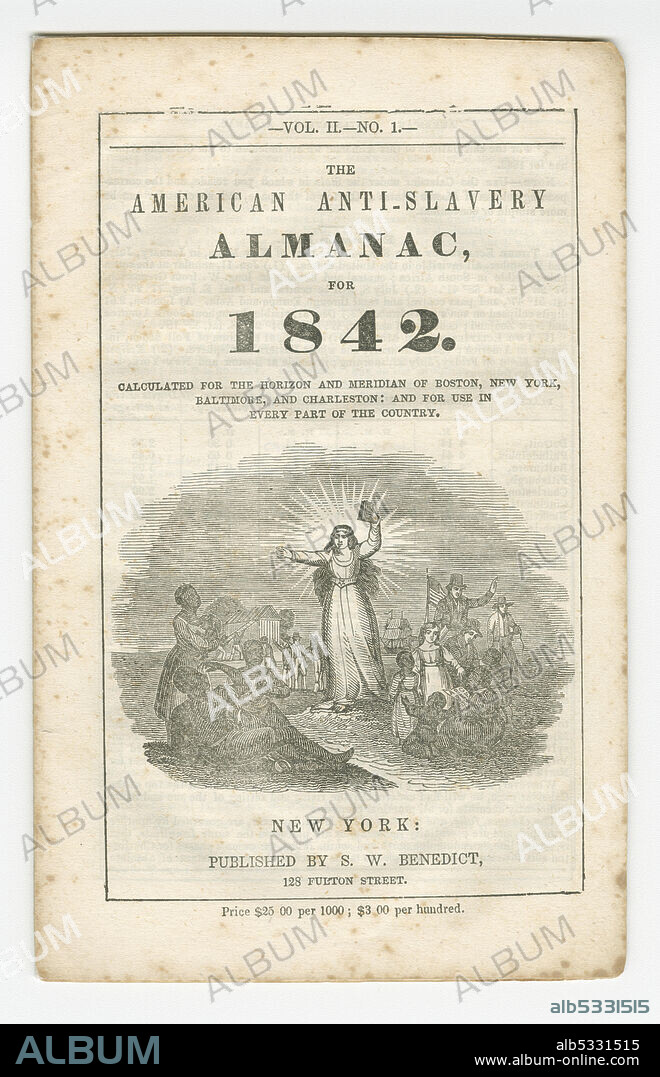 —VOL. II.—NO. 1.—
THE
AMERICAN ANTI-SLAVERY
ALMANAC,
FOR
1842.
CALCULATED FOR THE HORIZON AND MERIDIAN OF BOSTON, NEW YORK,
BALTIMORE, AND CHARLESTON: AND FOR USE IN
EVERY PART OF THE COUNTRY.
NEW YORK:
PUBLISHED BY S. W. BENEDICT,
128 FULTON STREET.
Price $25 00 per 1000; $3 00 per hundred.
alb5331515
ALBUM
alb5331515
www.album-online.com